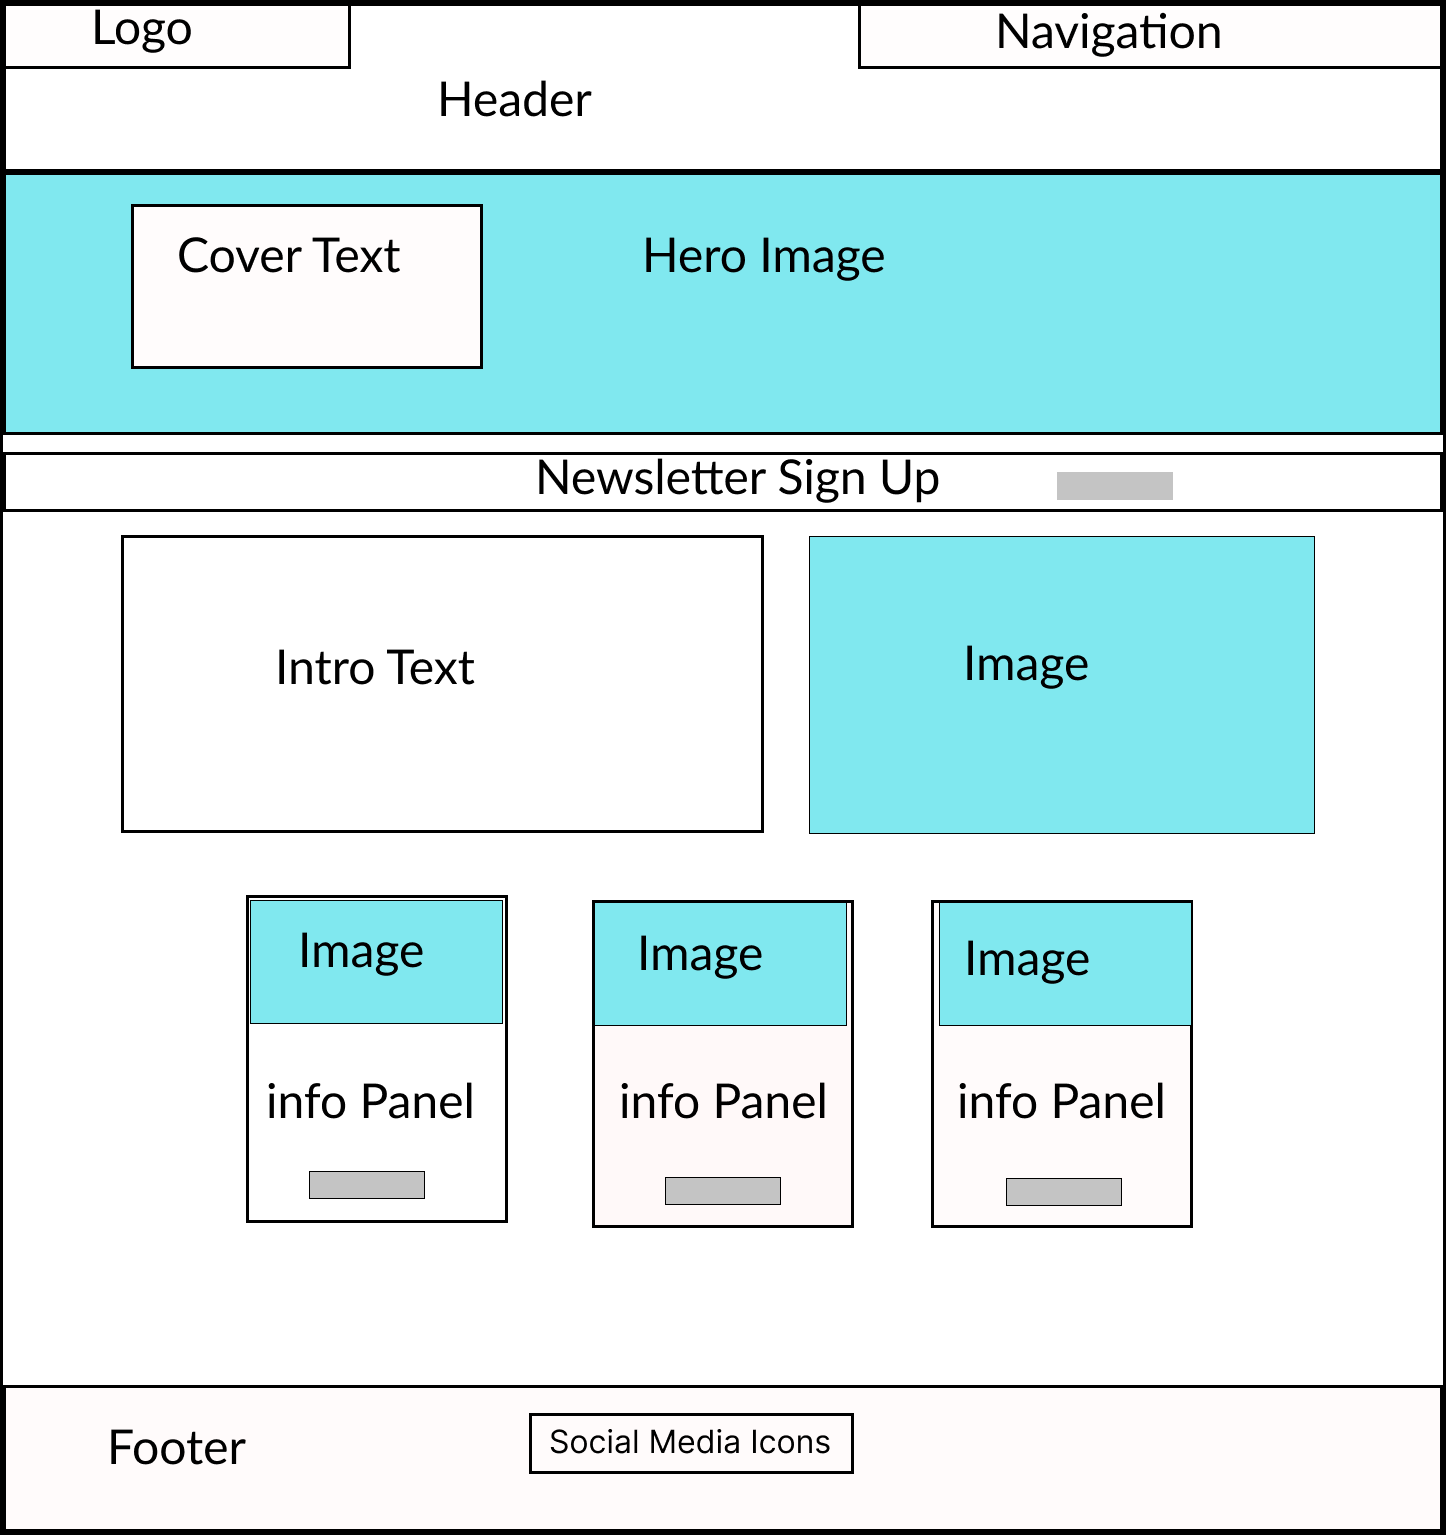 Logo
Navigation
Header
Cover Text
Hero Image
Newsletter Sign Up
Intro Text
Image
Image
Image
Image
info Panel
info Panel
info Panel
Footer
Social Media Icons